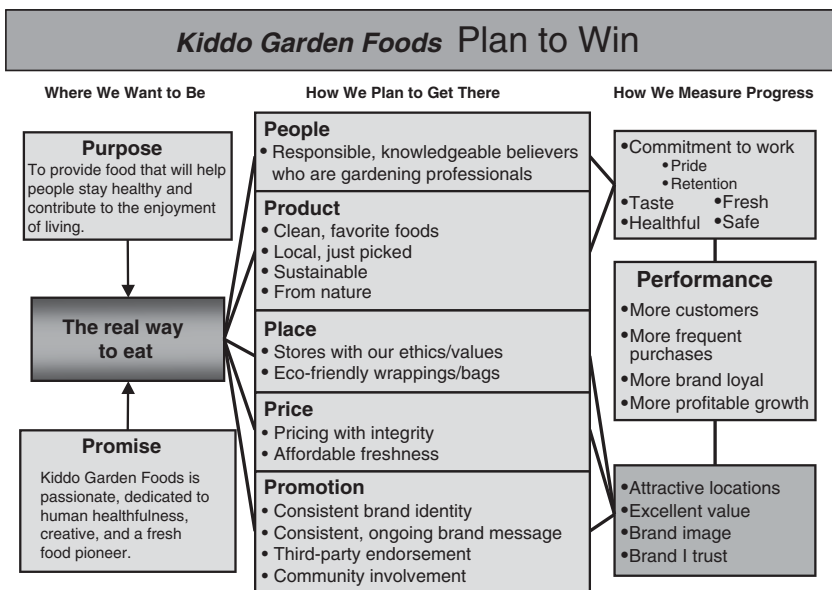 Kiddo Garden Foods Plan to Win
Where We Want to Be
How We Plan to Get There
How We Measure Progress
Purpose
To provide food that will help
people stay healthy and
contribute to the enjoyment
of living.
The real way
to eat
Promise
Kiddo Garden Foods is
passionate, dedicated to
human healthfulness,
creative, and a fresh
food pioneer.
People
• Responsible, knowledgeable believers
who are gardening professionals
Product
• Clean, favorite foods
• Local, just picked
• Sustainable
• From nature
Place
• Stores with our ethics/values
• Eco-friendly wrappings/bags
Price
• Pricing with integrity
• Affordable freshness
Promotion
• Consistent brand identity
• Consistent, ongoing brand message
• Third-party endorsement
• Community involvement
•Commitment to work
•Pride
•Retention
•Taste •Fresh
•Healthful •Safe
Performance
•More customers
•More frequent
purchases
•More brand loyal
•More profitable growth
•Attractive locations
•Excellent value
•Brand image
•Brand I trust